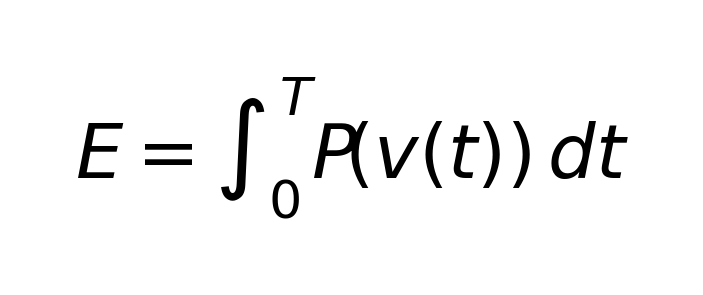 E = ∫₀ᵀ P(v(t)) dt